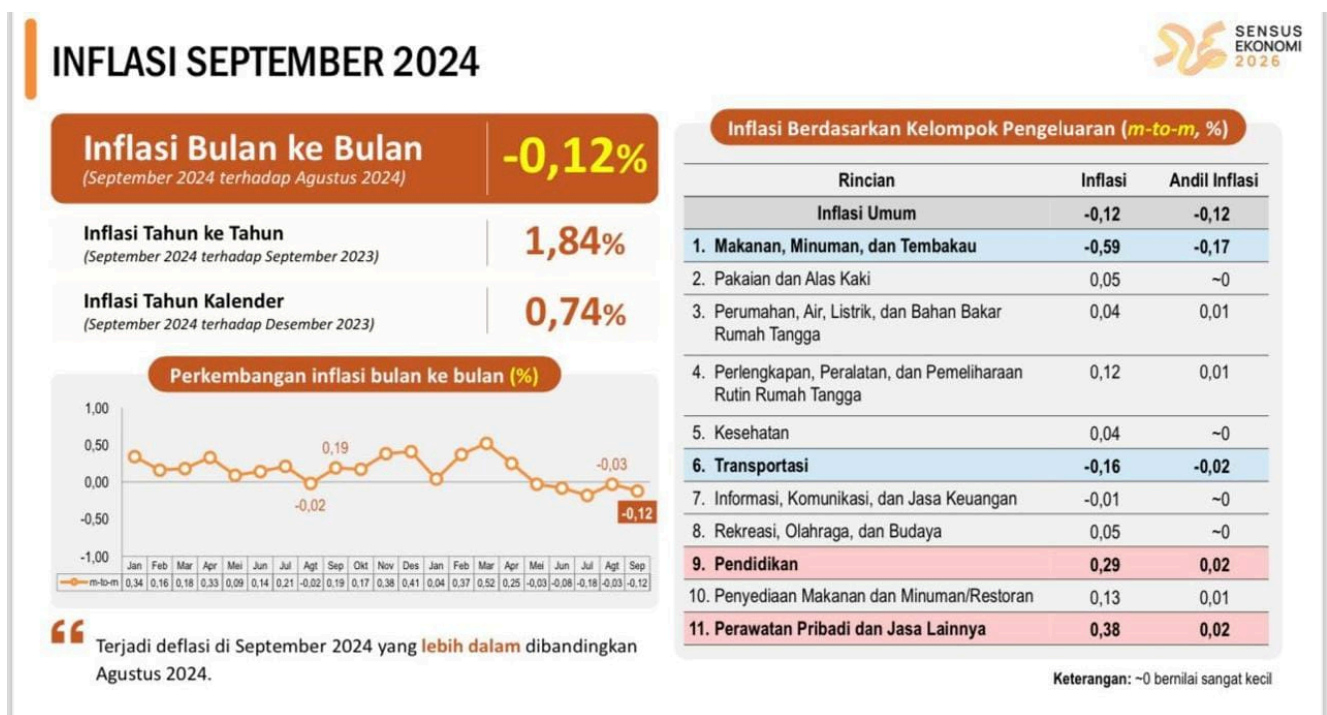 INFLASI SEPTEMBER 2024
SENSUS
EKONOMI
2026
Inflasi Bulan ke Bulan
(September 2024 terhadap Agustus 2024)
-0,12%
Inflasi Tahun ke Tahun
(September 2024 terhadap September 2023)
1,84%
Inflasi Tahun Kalender
(September 2024 terhadap Desember 2023)
0,74%
Perkembangan inflasi bulan ke bulan (%)
1,00
0,50
0,00
-0,50
-1,00
0,19
-0,02
-0,03
-0,12
Jan Feb Mar Apr Mei Jun Jul Agt Sep Okt Nov Des Jan Feb Mar Apr Mei Jun Jul Agt Sep
m-to-m 0,34 0,16 0,18 0,33 0,09 0,14 0,21 -0,02 0,19 0,17 0,38 0,41 0,04 0,37 0,52 0,25 -0,03 -0,08 -0,18 -0,03 -0,12
Terjadi deflasi di September 2024 yang lebih dalam dibandingkan
Agustus 2024.
Inflasi Berdasarkan Kelompok Pengeluaran (m-to-m, %)
Rincian Inflasi Andil Inflasi
Inflasi Umum -0,12 -0,12
1. Makanan, Minuman, dan Tembakau -0,59 -0,17
2. Pakaian dan Alas Kaki 0,05 ~0
3. Perumahan, Air, Listrik, dan Bahan Bakar 0,04 0,01
Rumah Tangga
4. Perlengkapan, Peralatan, dan Pemeliharaan 0,12 0,01
Rutin Rumah Tangga
5. Kesehatan 0,04 ~0
6. Transportasi -0,16 -0,02
7. Informasi, Komunikasi, dan Jasa Keuangan -0,01 ~0
8. Rekreasi, Olahraga, dan Budaya 0,05 ~0
9. Pendidikan 0,29 0,02
10. Penyediaan Makanan dan Minuman/Restoran 0,13 0,01
11. Perawatan Pribadi dan Jasa Lainnya 0,38 0,02
Keterangan: ~0 bernilai sangat kecil